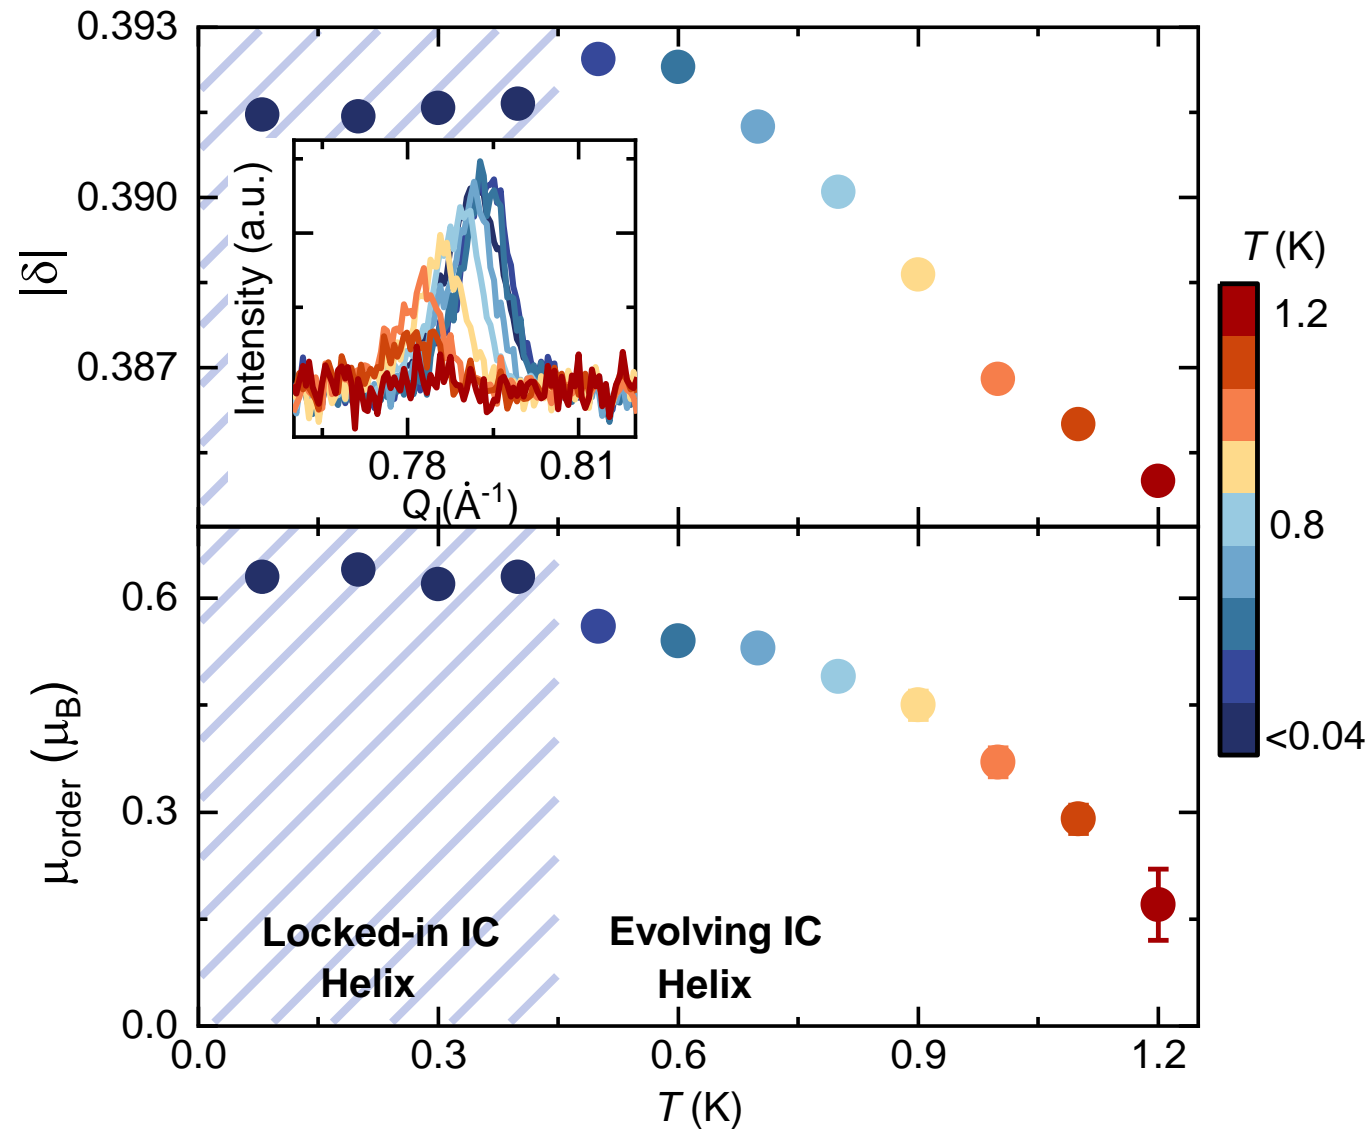 0.393
0.390
0.387
|δ|
Intensity (a.u.)
0.78 0.81
Q (Å-1)
T (K)
1.2
0.8
<0.04
0.6
0.3
0.0
μorder (μB)
Locked-in IC
Helix
Evolving IC
Helix
0.0 0.3 0.6 0.9 1.2
T (K)